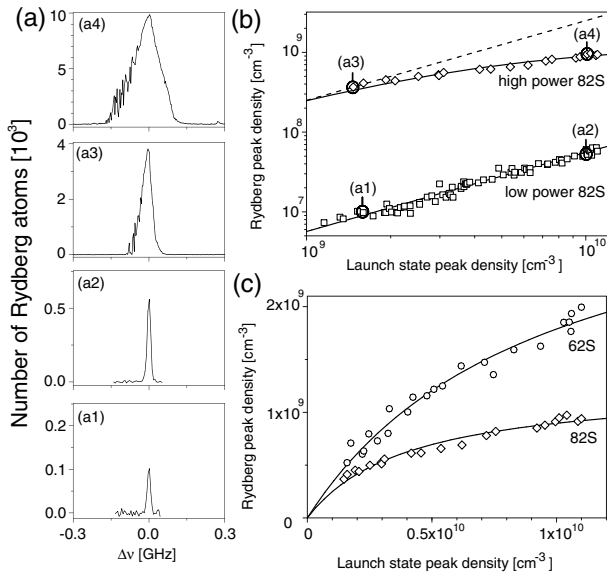 (a)
Number of Rydberg atoms [10³]
(a4)
10
5
0
(a3)
4
2
0
(a2)
0.5
0.0
(a1)
0.2
0.1
0.0
-0.3 0.0 0.3
Δν [GHz]
(b)
Rydberg peak density [cm⁻³]
10⁹
10⁸
10⁷
(a3)
(a4)
high power 82S
(a2)
(a1)
low power 82S
10⁹ 10¹⁰
Launch state peak density [cm⁻³]
(c)
Rydberg peak density [cm⁻³]
2x10⁹
1x10⁹
0
62S
82S
0 0.5x10¹⁰ 1x10¹⁰
Launch state peak density [cm⁻³]